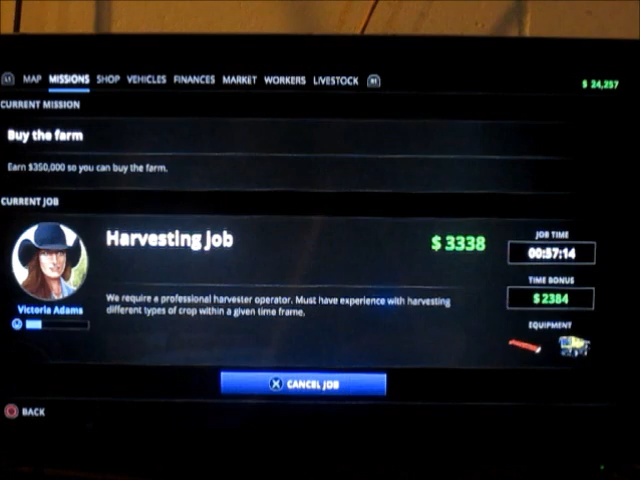 L1 MAP MISSIONS SHOP VEHICLES FINANCES MARKET WORKERS LIVESTOCK R1
$ 24,257
CURRENT MISSION
Buy the farm
Earn $350,000 so you can buy the farm.
CURRENT JOB
Harvesting Job
$ 3338
JOB TIME
00:57:14
We require a professional harvester operator. Must have experience with harvesting
different types of crop within a given time frame.
TIME BONUS
$ 2384
Victoria Adams
EQUIPMENT
CANCEL JOB
BACK